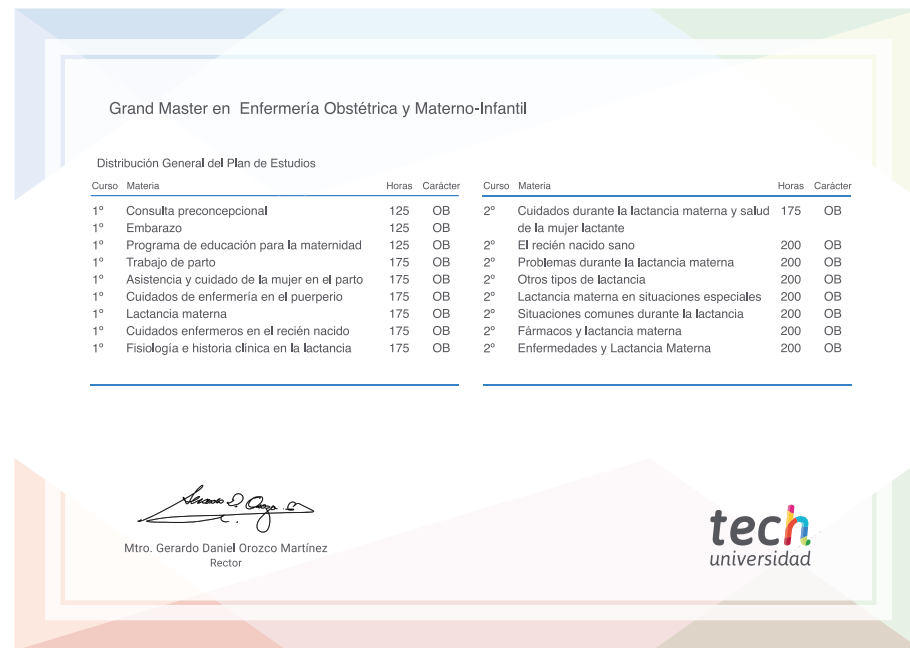 Grand Master en Enfermería Obstétrica y Materno-Infantil
Distribución General del Plan de Estudios
Curso Materia Horas Carácter
1º Consulta preconcepcional 125 OB
1º Embarazo 125 OB
1º Programa de educación para la maternidad 125 OB
1º Trabajo de parto 175 OB
1º Asistencia y cuidado de la mujer en el parto 175 OB
1º Cuidados de enfermería en el puerperio 175 OB
1º Lactancia materna 175 OB
1º Cuidados enfermeros en el recién nacido 175 OB
1º Fisiología e historia clínica en la lactancia 175 OB
Curso Materia Horas Carácter
2º Cuidados durante la lactancia materna y salud 175 OB
de la mujer lactante
2º El recién nacido sano 200 OB
2º Problemas durante la lactancia materna 200 OB
2º Otros tipos de lactancia 200 OB
2º Lactancia materna en situaciones especiales 200 OB
2º Situaciones comunes durante la lactancia 200 OB
2º Fármacos y lactancia materna 200 OB
2º Enfermedades y Lactancia Materna 200 OB
Mtro. Gerardo Daniel Orozco Martínez
Rector
tech
universidad